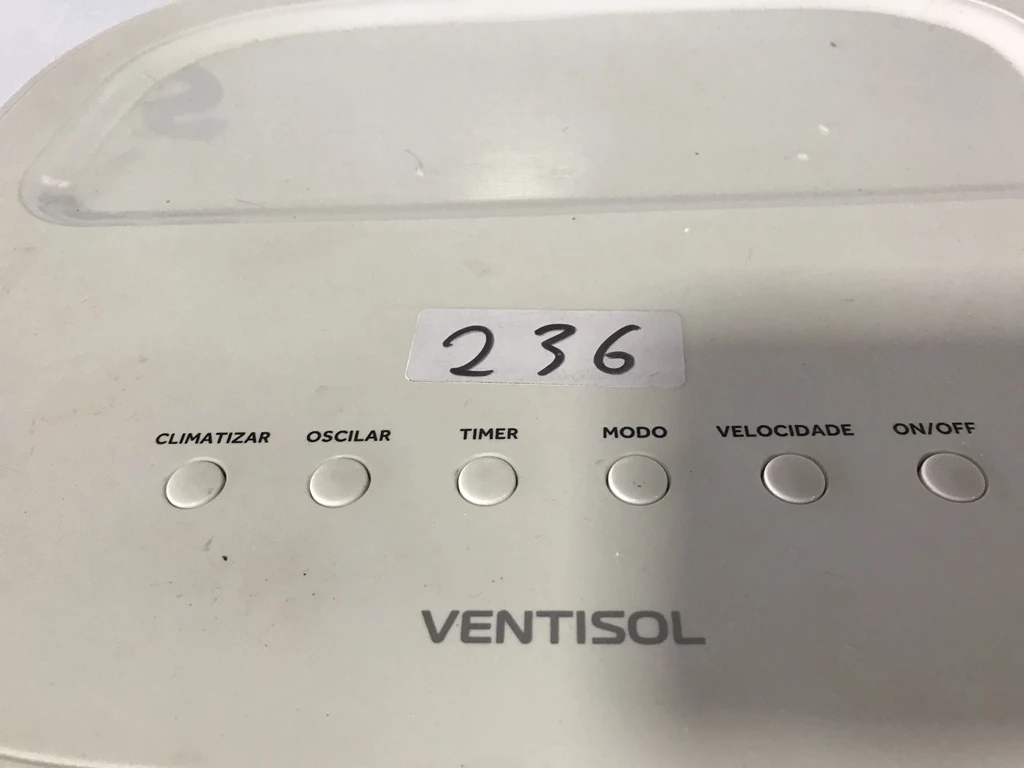 236
CLIMATIZAR OSCILAR TIMER MODO VELOCIDADE ON/OFF
VENTISOL